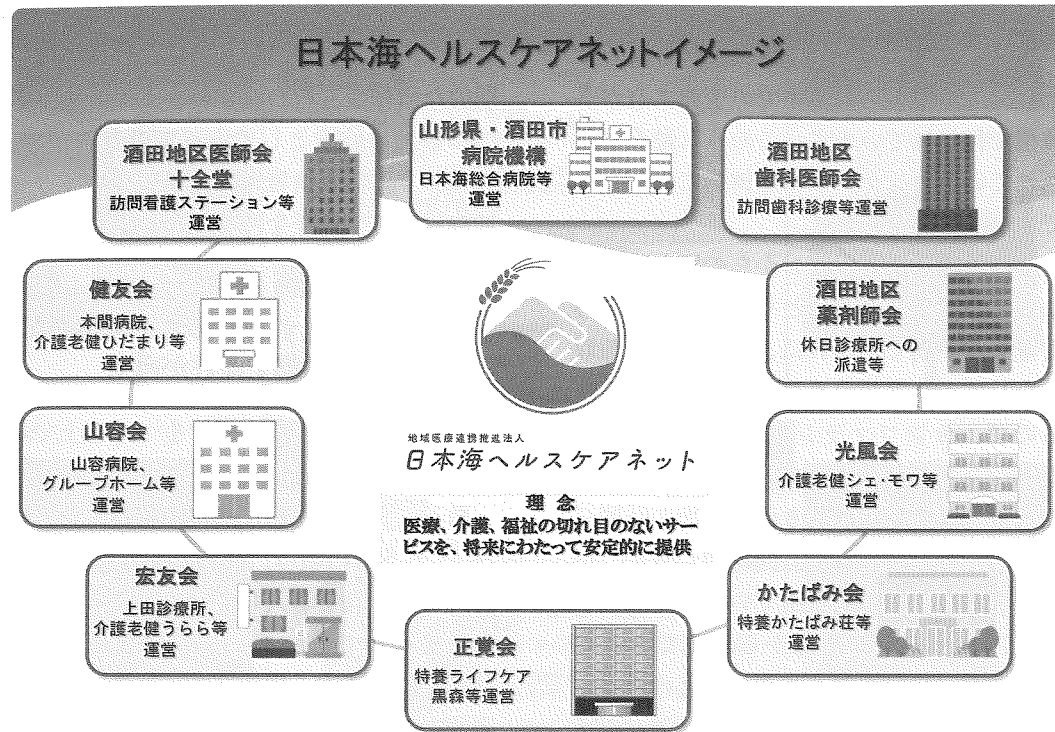 日本海ヘルスケアネットイメージ
酒田地区医師会
十全堂
訪問看護ステーション等
運営
山形県・酒田市
病院機構
日本海総合病院等
運営
酒田地区
歯科医師会
訪問歯科診療等運営
健友会
本間病院、
介護老健ひだまり等
運営
酒田地区
薬剤師会
休日診療所への
派遣等
山容会
山容病院、
グループホーム等
運営
地域医療連携推進法人
日本海ヘルスケアネット
光風会
介護老健シェ・モワ等
運営
理念
医療、介護、福祉の切れ目のないサー
ビスを、将来にわたって安定的に提供
宏友会
上田診療所、
介護老健うらら等
運営
正覚会
特養ライフケア
黒森等運営
かたばみ会
特養かたばみ荘等
運営